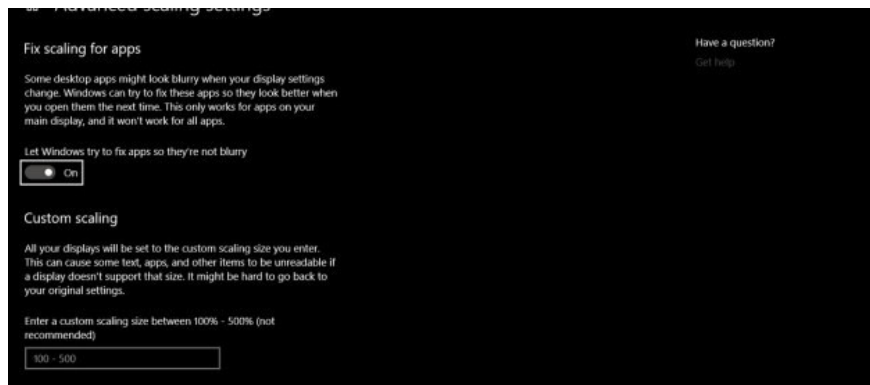 Advanced scaling settings
Fix scaling for apps
Some desktop apps might look blurry when your display settings
change. Windows can try to fix these apps so they look better when
you open them the next time. This only works for apps on your
main display, and it won't work for all apps.
Let Windows try to fix apps so they're not blurry
On
Custom scaling
All your displays will be set to the custom scaling size you enter.
This can cause some text, apps, and other items to be unreadable if
a display doesn't support that size. It might be hard to go back to
your original settings.
Enter a custom scaling size between 100% - 500% (not
recommended)
100 - 500
Have a question?
Get help